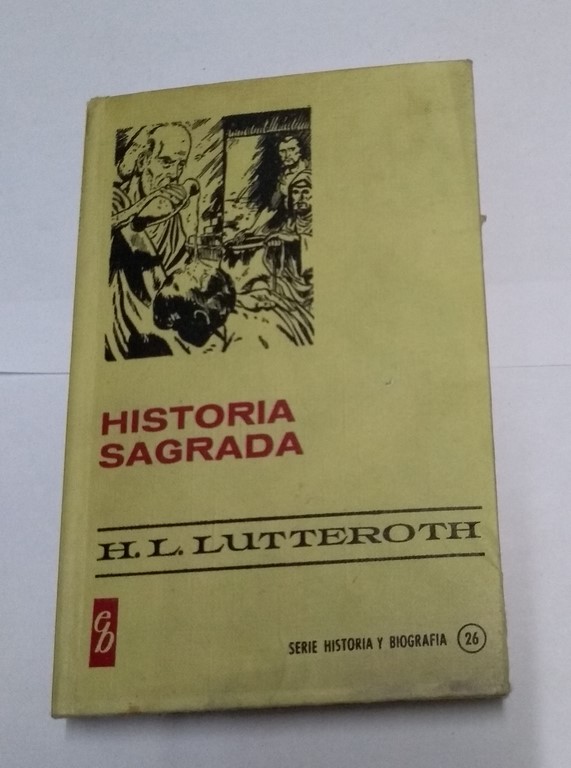 HISTORIA
SAGRADA
H. L. LUTTEROTH
eb
SERIE HISTORIA Y BIOGRAFIA 26